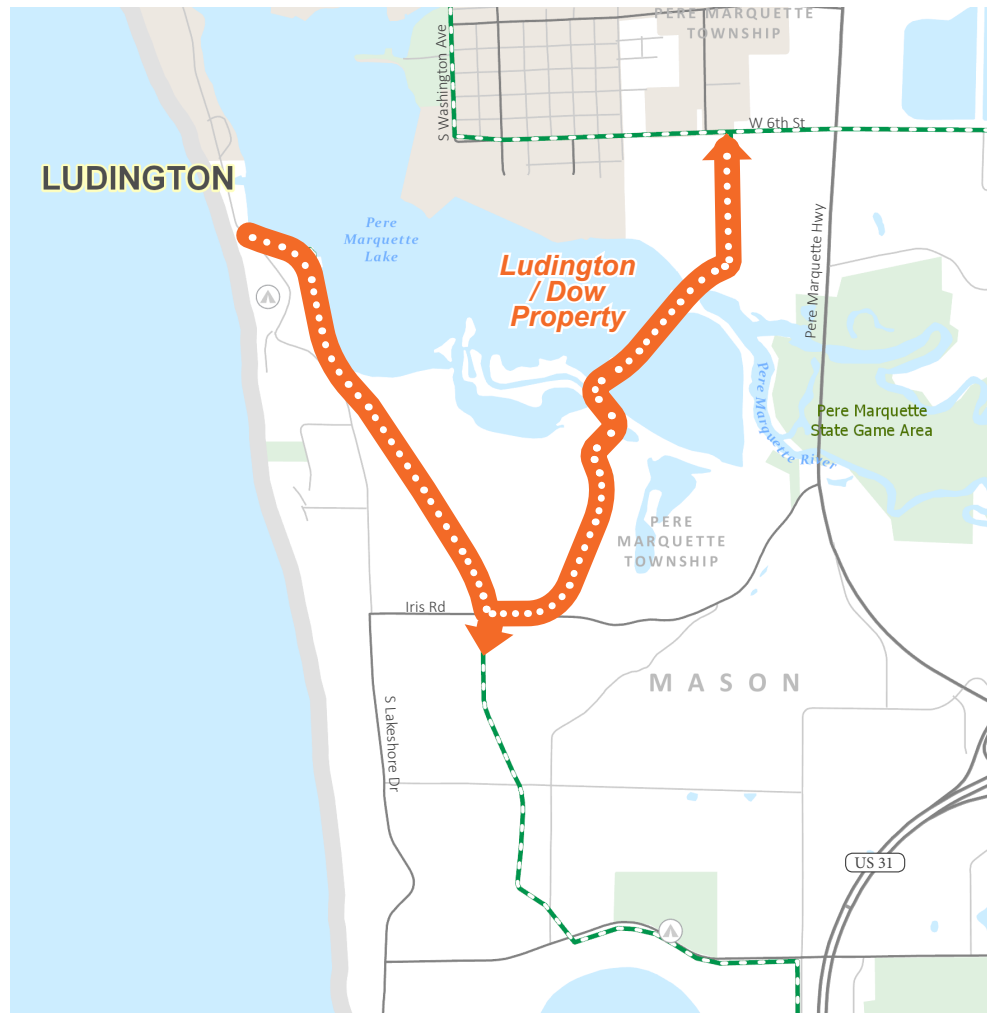 PERE MARQUETTE
TOWNSHIP
S Washington Ave
W 6th St
LUDINGTON
Pere
Marquette
Lake
Ludington
/ Dow
Property
Pere Marquette Hwy
Pere Marquette River
Pere Marquette
State Game Area
PERE
MARQUETTE
TOWNSHIP
Iris Rd
MASON
S Lakeshore Dr
US 31